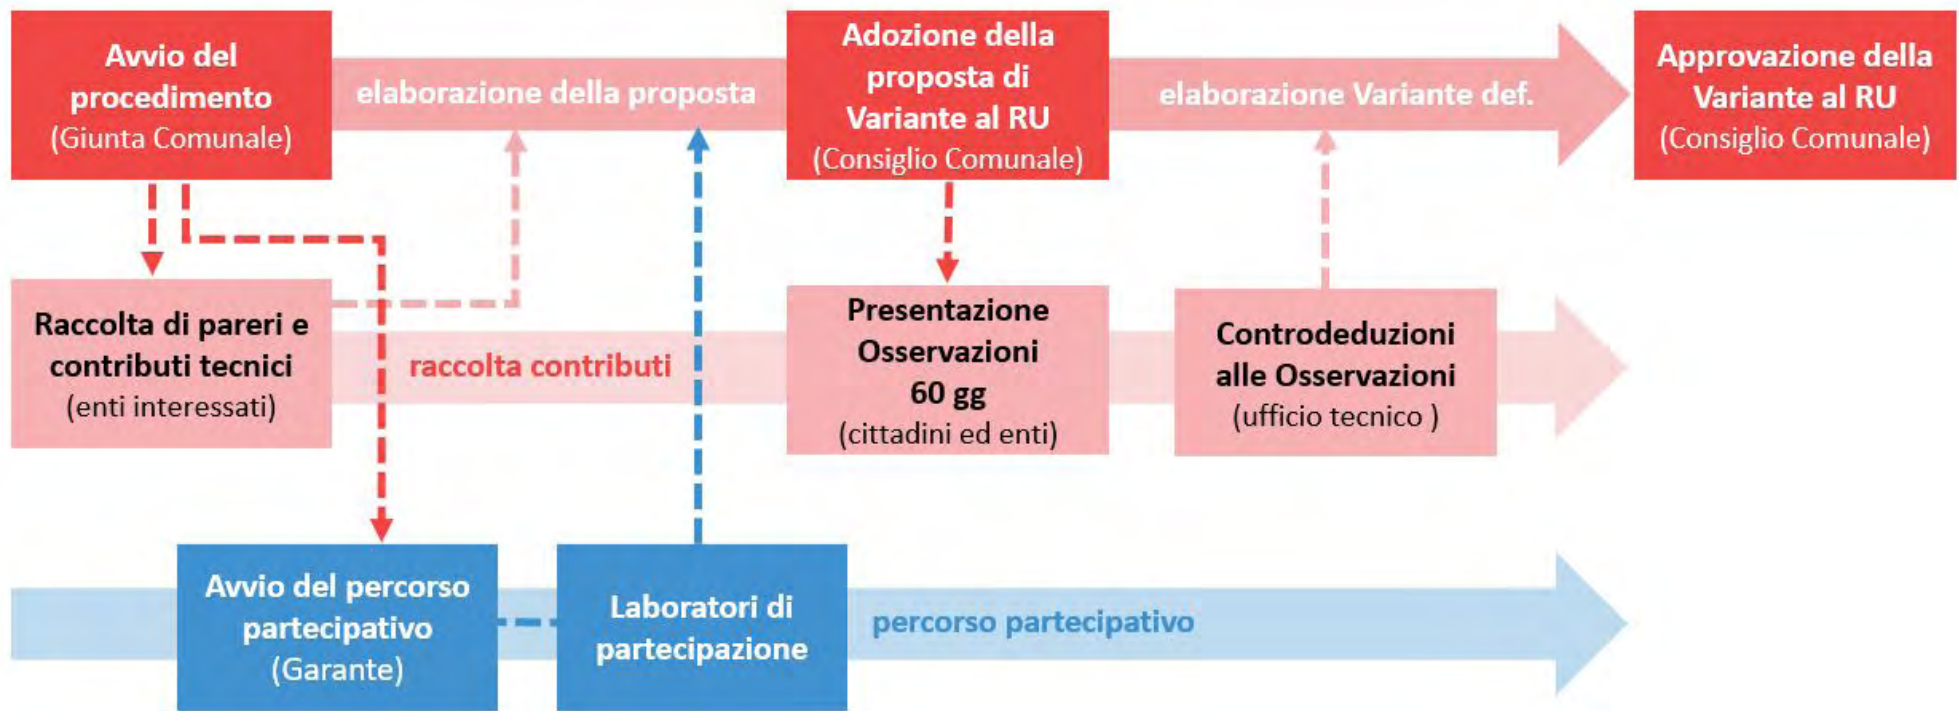 Avvio del
procedimento
(Giunta Comunale)
elaborazione della proposta
Adozione della
proposta di
Variante al RU
(Consiglio Comunale)
elaborazione Variante def.
Approvazione della
Variante al RU
(Consiglio Comunale)
Raccolta di pareri e
contributi tecnici
(enti interessati)
raccolta contributi
Presentazione
Osservazioni
60 gg
(cittadini ed enti)
Controdeduzioni
alle Osservazioni
(ufficio tecnico )
Avvio del percorso
partecipativo
(Garante)
Laboratori di
partecipazione
percorso partecipativo